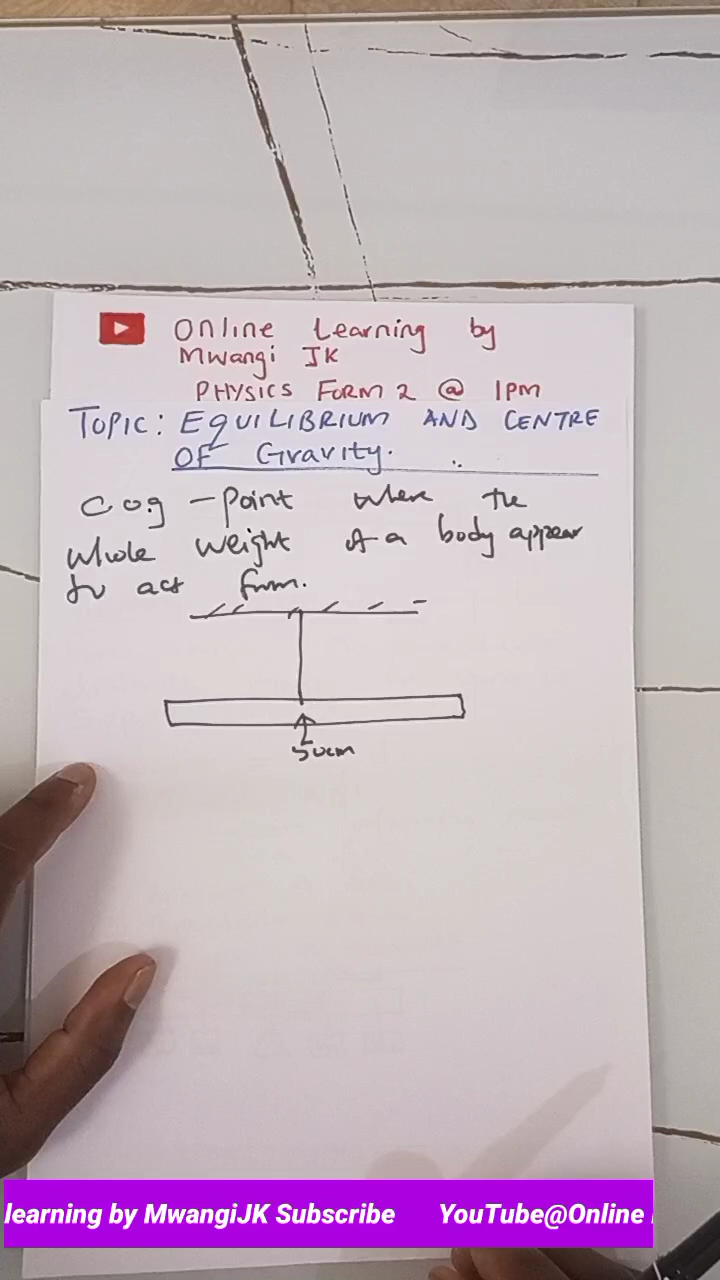 Online Learning by
Mwangi JK
PHYSICS FORM 2 @ 1PM
TOPIC: EQUILIBRIUM AND CENTRE
OF Gravity.
C o.g - Point where the
whole weight of a body appear
to act from.
50cm
learning by MwangiJK Subscribe YouTube@Online